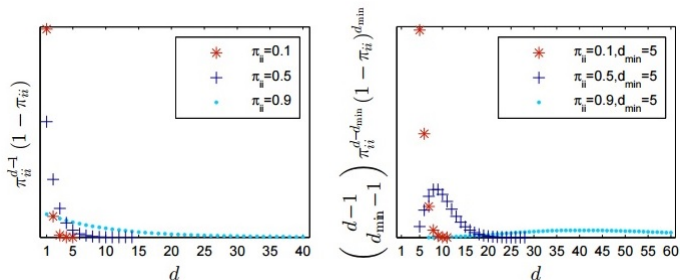 π_ii^{d−1}(1 − π_ii)
π_ii=0.1
π_ii=0.5
π_ii=0.9
1 5 10 15 20 25 30 35 40
d
(d−1 d_min−1) π_ii^{d−d_min}(1 − π_ii)^{d_min}
π_ii=0.1,d_min=5
π_ii=0.5,d_min=5
π_ii=0.9,d_min=5
1 5 10 15 20 25 30 35 40 45 50 55 60
d